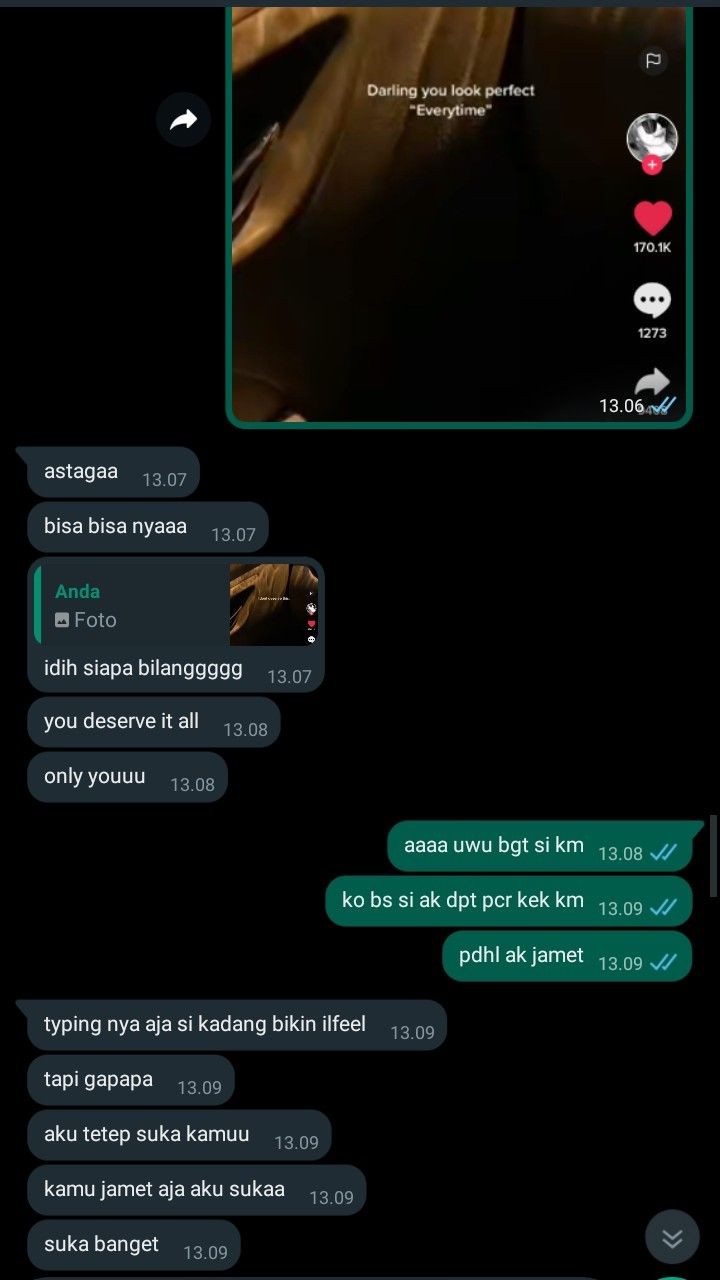 Darling you look perfect
"Everytime"
170.1K
1273
13.06
astagaa 13.07
bisa bisa nyaaa 13.07
Anda
Foto
idih siapa bilanggggg 13.07
you deserve it all 13.08
only youuu 13.08
aaaa uwu bgt si km 13.08
ko bs si ak dpt pcr kek km 13.09
pdhl ak jamet 13.09
typing nya aja si kadang bikin ilfeel 13.09
tapi gapapa 13.09
aku tetep suka kamuu 13.09
kamu jamet aja aku sukaa 13.09
suka banget 13.09